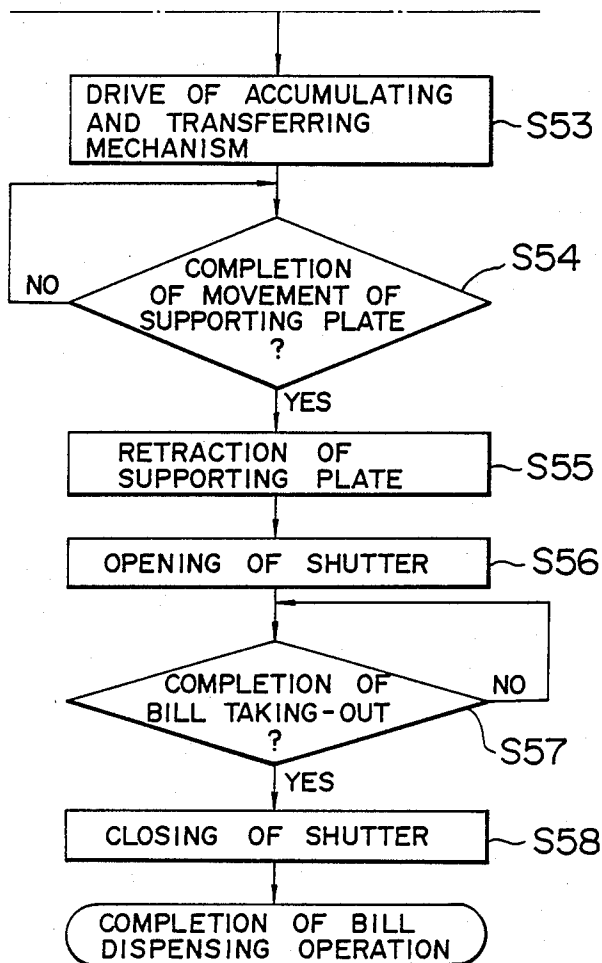 DRIVE OF ACCUMULATING
AND TRANSFERRING
MECHANISM
S53
COMPLETION
OF MOVEMENT OF
SUPPORTING PLATE
?
S54
NO
YES
RETRACTION OF
SUPPORTING PLATE
S55
OPENING OF SHUTTER
S56
COMPLETION OF
BILL TAKING-OUT
?
NO
S57
YES
CLOSING OF SHUTTER
S58
COMPLETION OF BILL
DISPENSING OPERATION